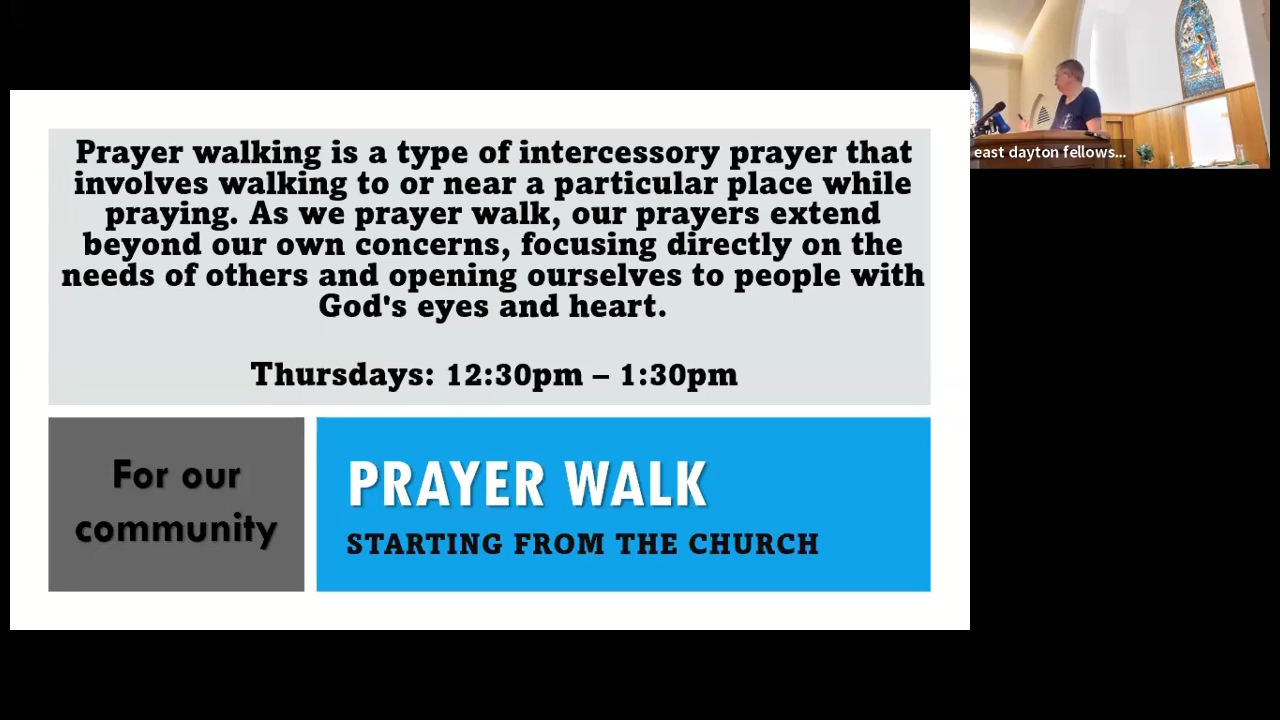 Prayer walking is a type of intercessory prayer that
involves walking to or near a particular place while
praying. As we prayer walk, our prayers extend
beyond our own concerns, focusing directly on the
needs of others and opening ourselves to people with
God's eyes and heart.
Thursdays: 12:30pm – 1:30pm
For our
community
PRAYER WALK
STARTING FROM THE CHURCH
east dayton fellows...